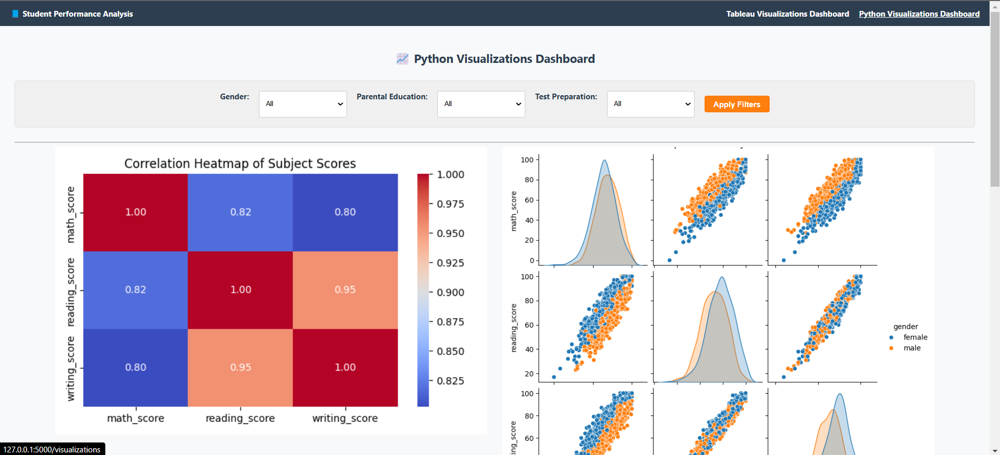 📘 Student Performance Analysis
Tableau Visualizations Dashboard Python Visualizations Dashboard
📈 Python Visualizations Dashboard
Gender: All Parental Education: All Test Preparation: All Apply Filters
Correlation Heatmap of Subject Scores
math_score
reading_score
writing_score
1.00 0.82 0.80
0.82 1.00 0.95
0.80 0.95 1.00
math_score reading_score writing_score
1.000
0.975
0.950
0.925
0.900
0.875
0.850
0.825
math_score
100
80
60
40
20
0
reading_score
100
80
60
40
20
100
80
60
gender
female
male
127.0.0.1:5000/visualizations